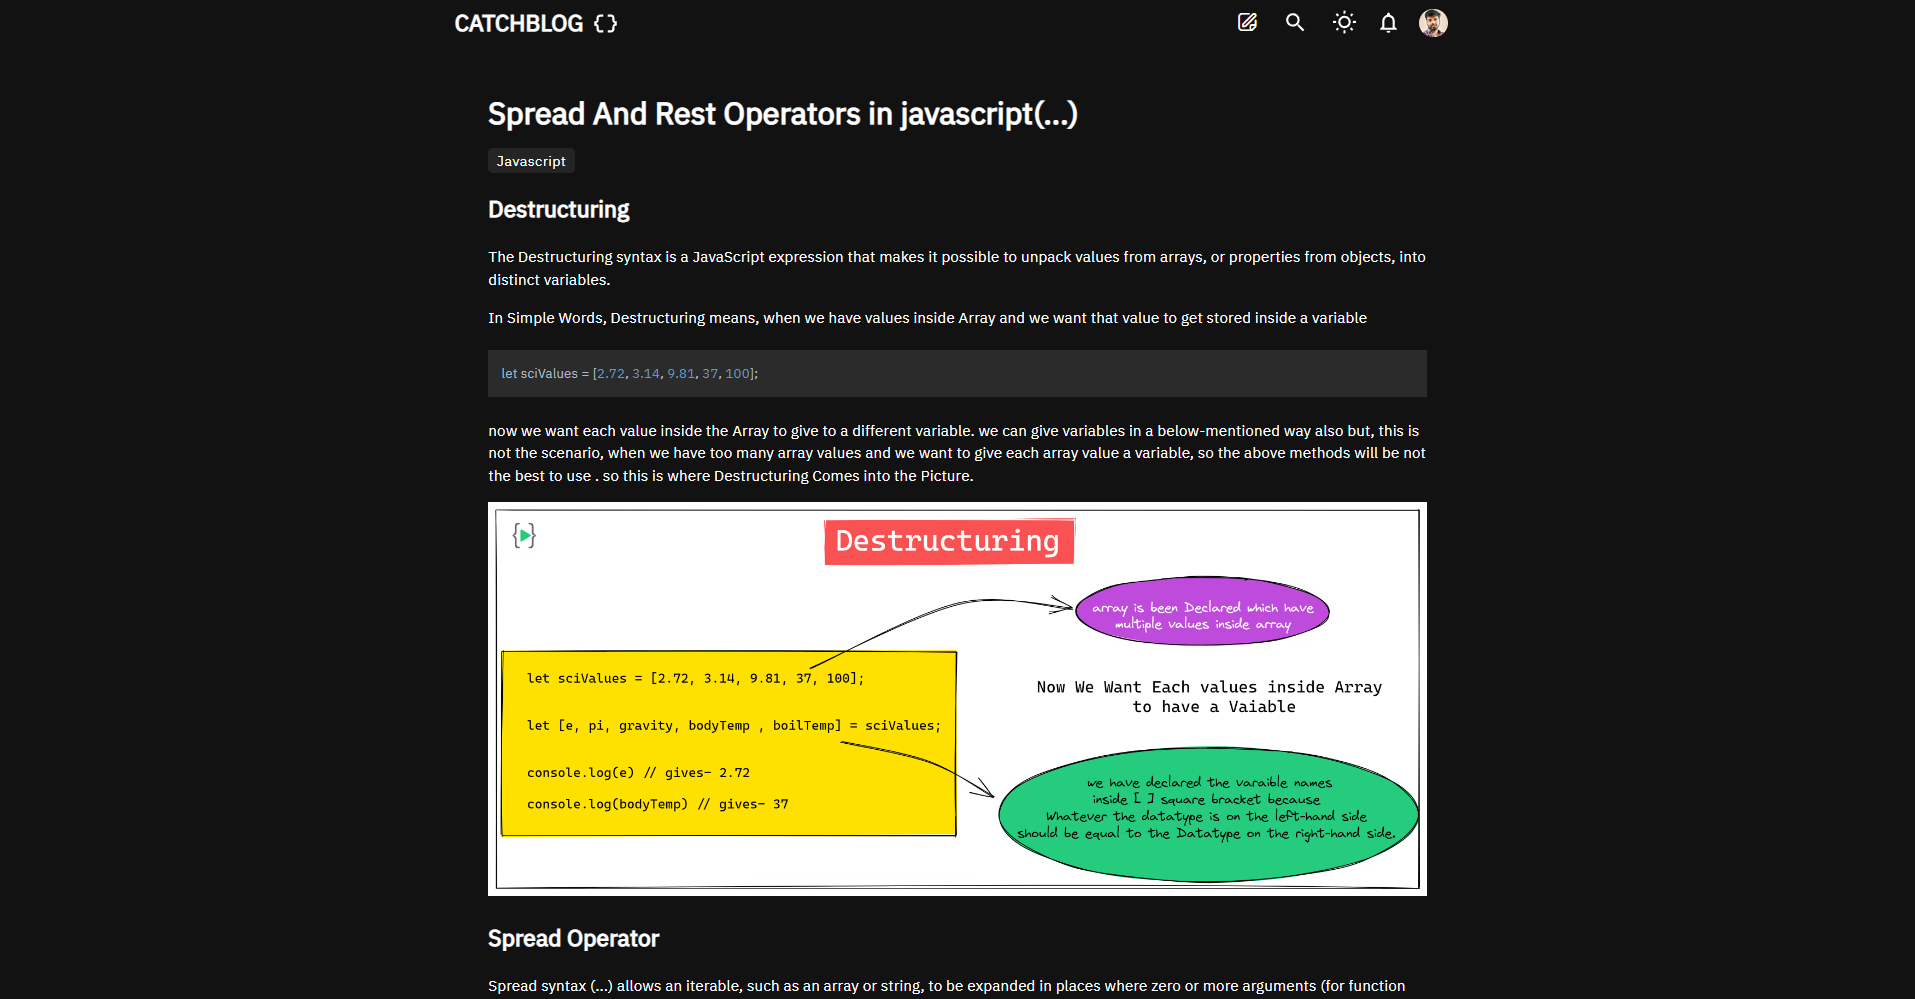 CATCHBLOG {}
Spread And Rest Operators in javascript(...)
Javascript
Destructuring
The Destructuring syntax is a JavaScript expression that makes it possible to unpack values from arrays, or properties from objects, into
distinct variables.
In Simple Words, Destructuring means, when we have values inside Array and we want that value to get stored inside a variable
let sciValues = [2.72, 3.14, 9.81, 37, 100];
now we want each value inside the Array to give to a different variable. we can give variables in a below-mentioned way also but, this is
not the scenario, when we have too many array values and we want to give each array value a variable, so the above methods will be not
the best to use . so this is where Destructuring Comes into the Picture.
Destructuring
array is been Declared which have
multiple values inside array
let sciValues = [2.72, 3.14, 9.81, 37, 100];
let [e, pi, gravity, bodyTemp , boilTemp] = sciValues;
console.log(e) // gives- 2.72
console.log(bodyTemp) // gives- 37
Now We Want Each values inside Array
to have a Vaiable
we have declared the varaible names
inside [ ] square bracket because
Whatever the datatype is on the left-hand side
should be equal to the Datatype on the right-hand side.
Spread Operator
Spread syntax (...) allows an iterable, such as an array or string, to be expanded in places where zero or more arguments (for function